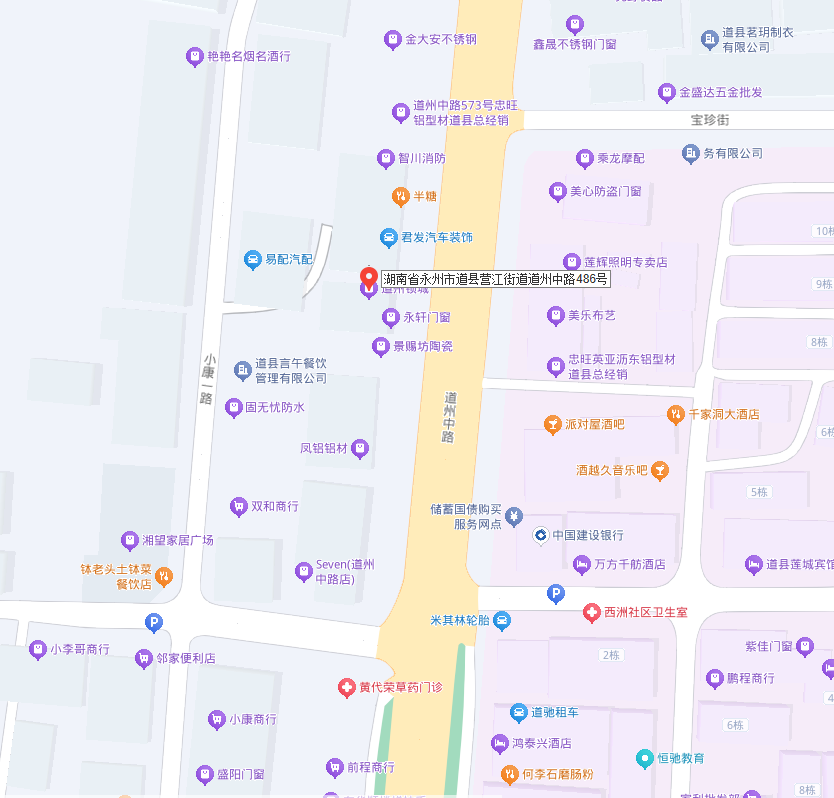 金大安不锈钢
鑫晟不锈钢门窗
道县茗玥制衣
有限公司
艳艳名烟名酒行
金盛达五金批发
道州中路573号忠旺
铝型材道县总经销
宝珍街
智川消防
乘龙摩配
务有限公司
美心防盗门窗
半糖
10栋
君发汽车装饰
易配汽配
莲辉照明专卖店
湖南省永州市道县营江街道道州中路486号
9栋
永轩门窗
美乐布艺
景赐坊陶瓷
8栋
小康一路
道县言午餐饮
管理有限公司
忠旺英亚沥东铝型材
道县总经销
固无忧防水
道州中路
派对屋酒吧
千家洞大酒店
6栋
凤铝铝材
酒越久音乐吧
5栋
双和商行
储蓄国债购买
服务网点
中国建设银行
湘望家居广场
Seven(道州
中路店)
万方千舫酒店
道县莲城宾馆
钵老头土钵菜
餐饮店
P
P
米其林轮胎
西洲社区卫生室
小李哥商行
邻家便利店
2栋
紫佳门窗
黄代荣草药门诊
鹏程商行
4
小康商行
道驰租车
6栋
鸿泰兴酒店
恒驰教育
盛阳门窗
前程商行
何李石磨肠粉
8栋